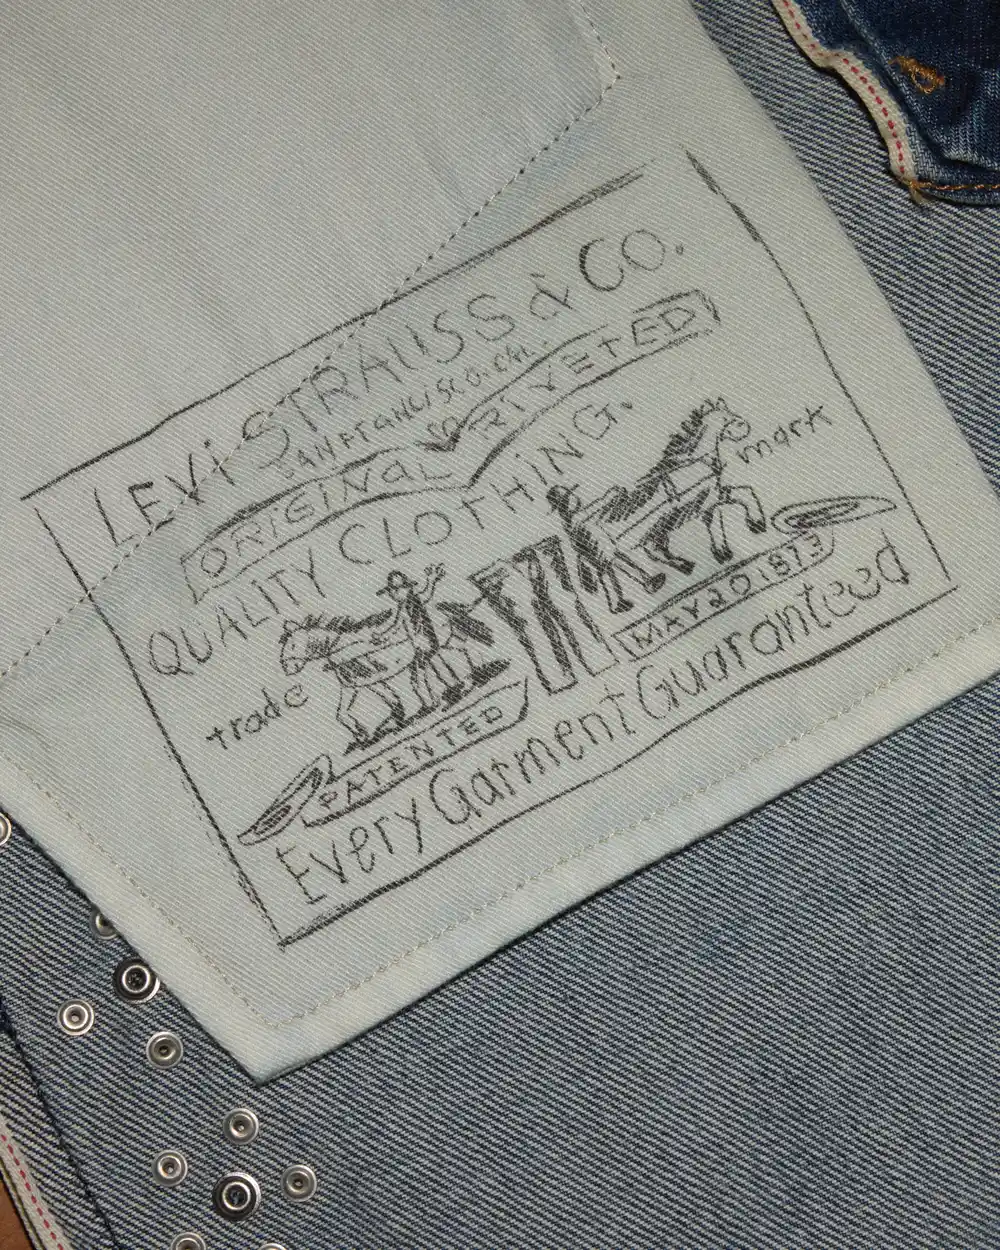 LEVI STRAUSS & CO.
SAN FRANCISCO. CAL.
ORIGINAL RIVETED
QUALITY CLOTHING.
trade mark
PATENTED MAY 20 1873
Every Garment Guaranteed